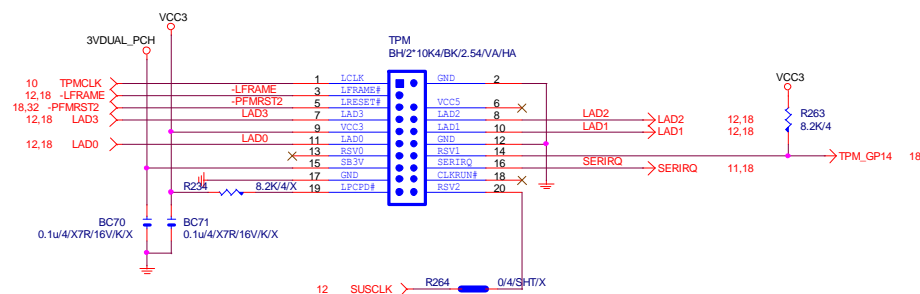 VCC3
3VDUAL_PCH
TPM
BH/2*10K4/BK/2.54/VA/HA
VCC3
10 TPMCLK 1 LCLK GND 2
12,18 -LFRAME -LFRAME 3 LFRAME#
18,32 -PFMRST2 -PFMRST2 5 LRESET# VCC5 6
12,18 LAD3 LAD3 7 LAD3 LAD2 8 LAD2 LAD2 12,18
9 VCC3 LAD1 10 LAD1 LAD1 12,18
12,18 LAD0 LAD0 11 LAD0 GND 12
R263
8.2K/4
13 RSV0 RSV1 14 TPM_GP14 18
15 SB3V SERIRQ 16 SERIRQ SERIRQ 11,18
17 GND CLKRUN# 18
R234 8.2K/4/X 19 LPCPD# RSV2 20
BC70
0.1u/4/X7R/16V/K/X
BC71
0.1u/4/X7R/16V/K/X
12 SUSCLK R264 0/4/SHT/X